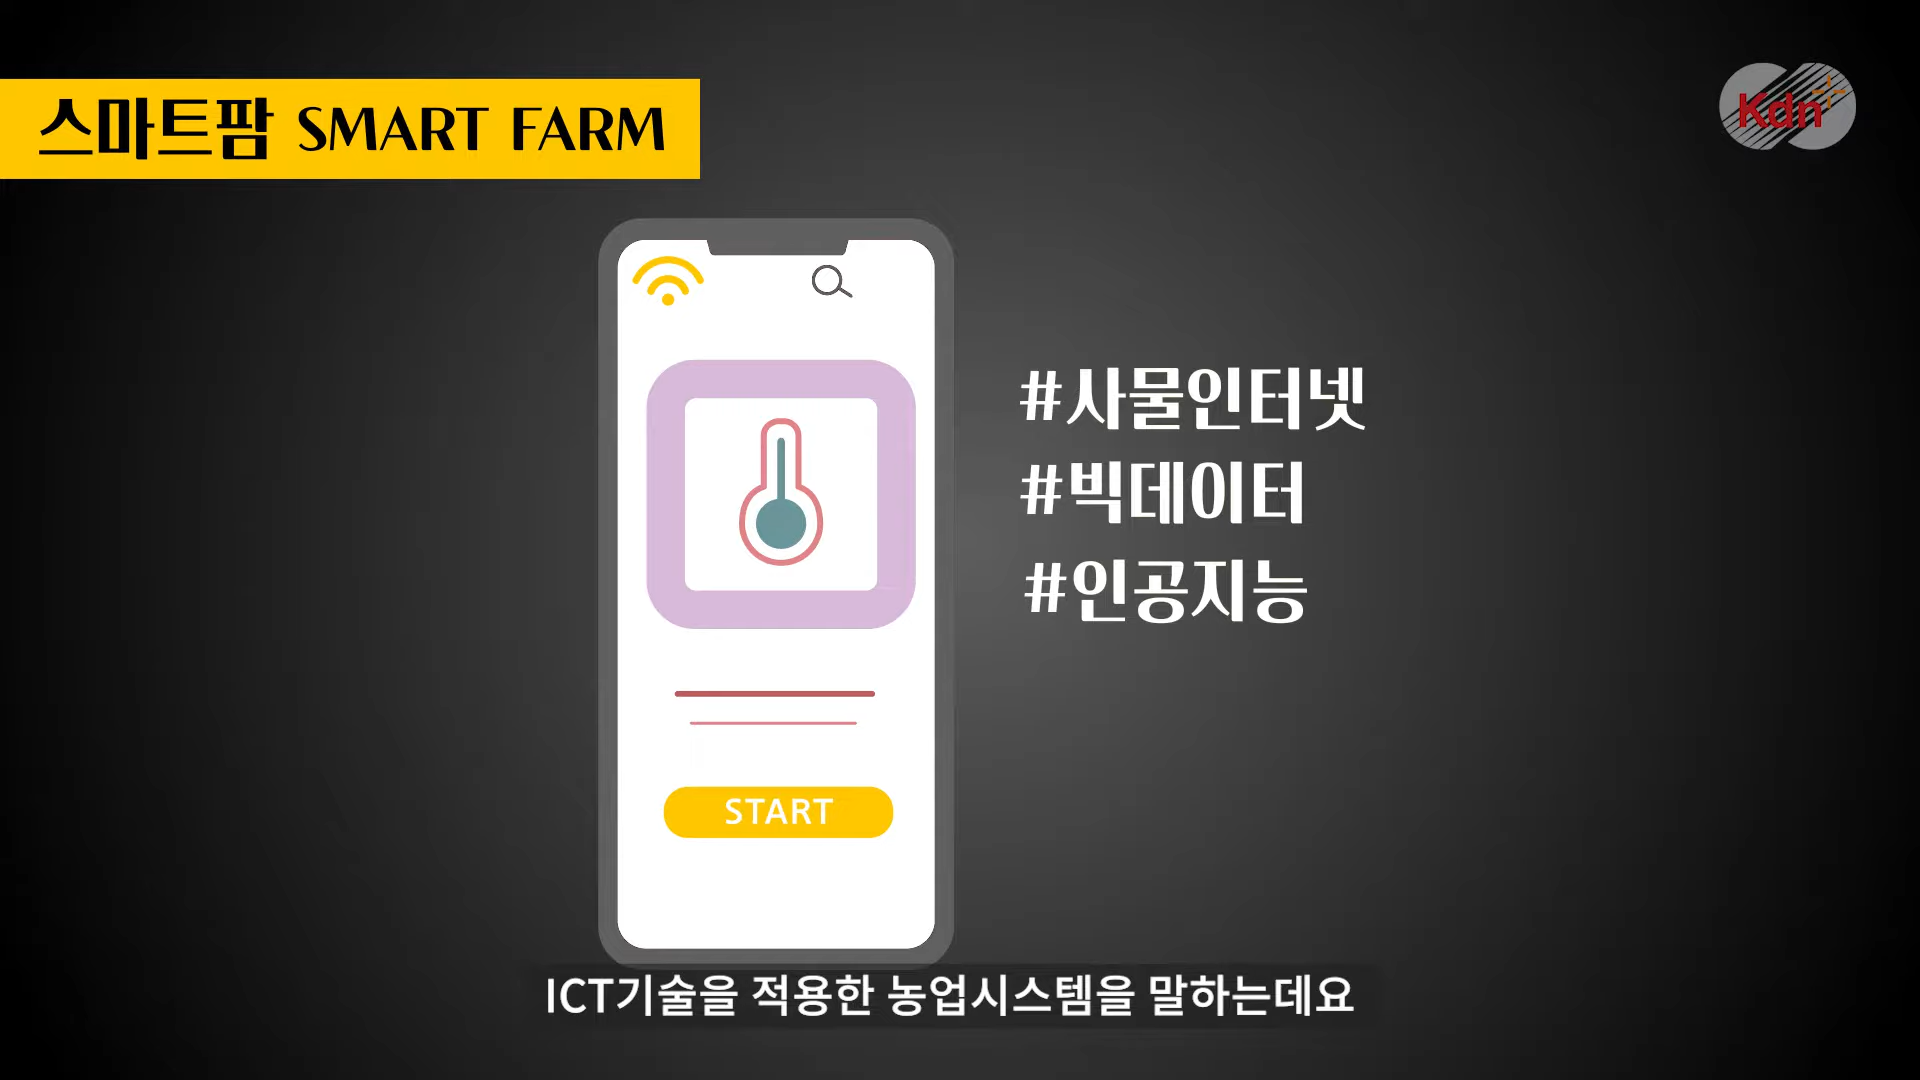 스마트팜 SMART FARM
Kdn
#사물인터넷
#빅데이터
#인공지능
START
ICT기술을 적용한 농업시스템을 말하는데요